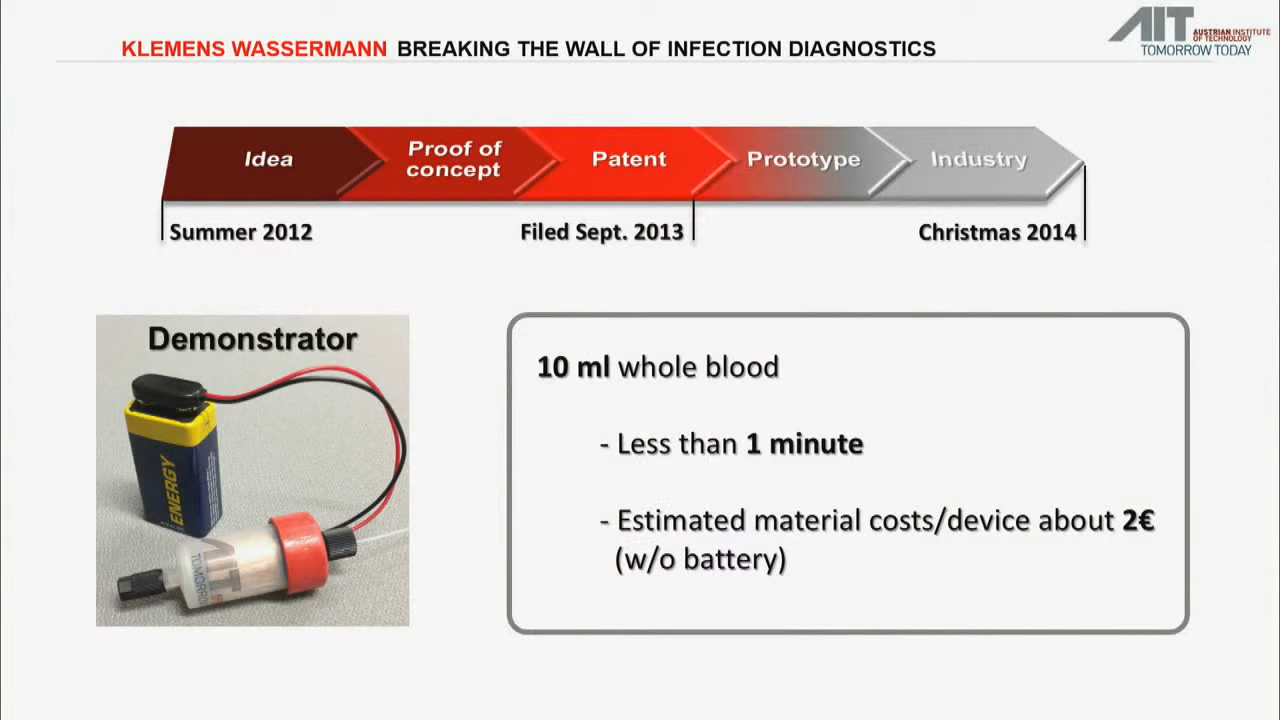 KLEMENS WASSERMANN BREAKING THE WALL OF INFECTION DIAGNOSTICS
AIT
AUSTRIAN INSTITUTE
OF TECHNOLOGY
TOMORROW TODAY
Idea
Proof of
concept
Patent
Prototype
Industry
Summer 2012
Filed Sept. 2013
Christmas 2014
Demonstrator
ENERGY
TOMORRO
10 ml whole blood
- Less than 1 minute
- Estimated material costs/device about 2€
(w/o battery)